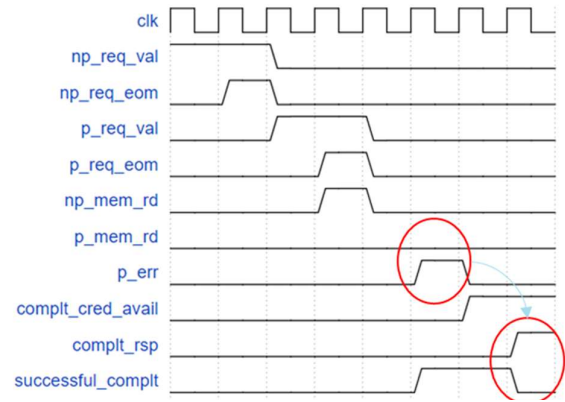 clk
np_req_val
np_req_eom
p_req_val
p_req_eom
np_mem_rd
p_mem_rd
p_err
complt_cred_avail
complt_rsp
successful_complt